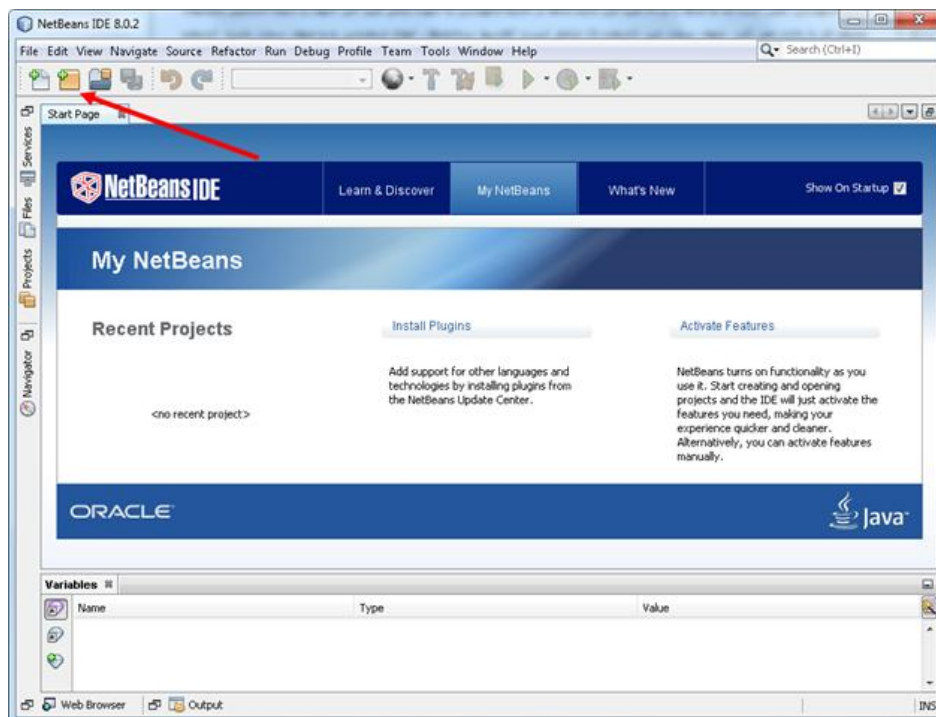 NetBeans IDE 8.0.2
File Edit View Navigate Source Refactor Run Debug Profile Team Tools Window Help
Search (Ctrl+I)
Start Page
Services
Files
Projects
Navigator
NetBeans IDE
Learn & Discover
My NetBeans
What's New
Show On Startup
My NetBeans
Recent Projects
<no recent project>
Install Plugins
Add support for other languages and
technologies by installing plugins from
the NetBeans Update Center.
Activate Features
NetBeans turns on functionality as you
use it. Start creating and opening
projects and the IDE will just activate the
features you need, making your
experience quicker and cleaner.
Alternatively, you can activate features
manually.
ORACLE
Java
Variables
Name Type Value
Web Browser
Output
INS